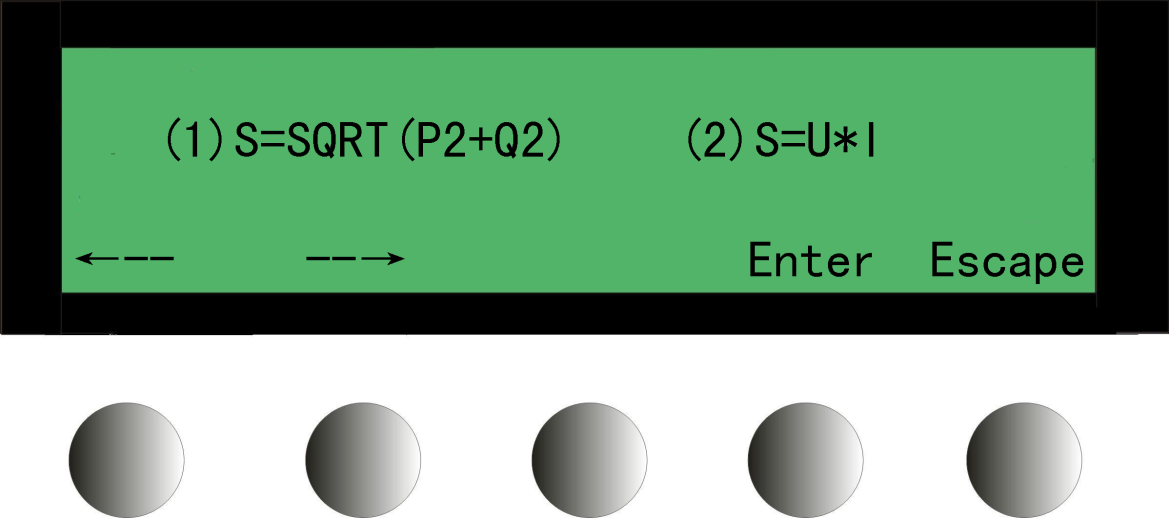 (1)S=SQRT(P2+Q2) (2)S=U*I
←-- --→ Enter Escape